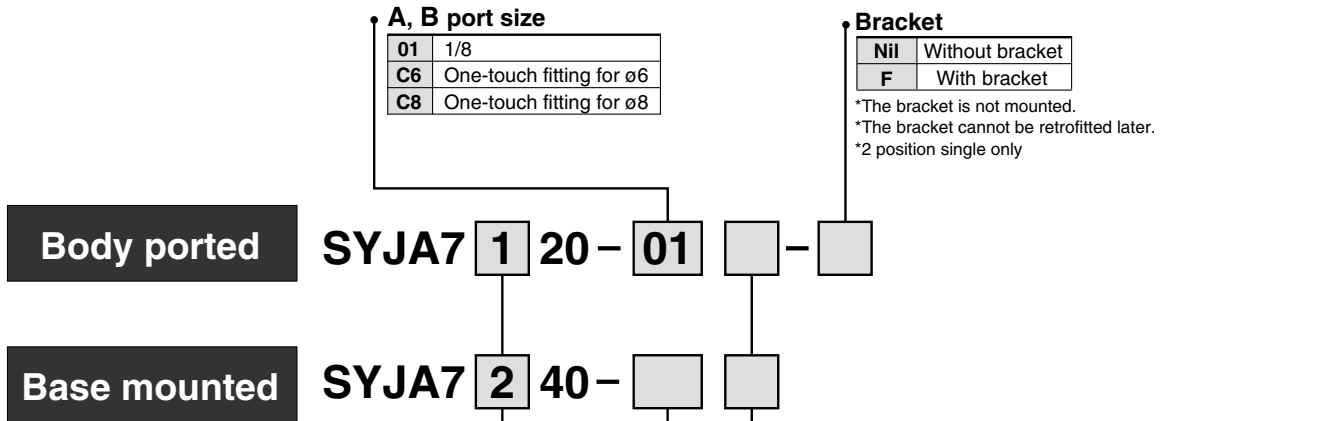 A, B port size
01 1/8
C6 One-touch fitting for ø6
C8 One-touch fitting for ø8
Bracket
Nil Without bracket
F With bracket
*The bracket is not mounted.
*The bracket cannot be retrofitted later.
*2 position single only
Body ported SYJA7 1 20 – 01 –
Base mounted SYJA7 2 40 –